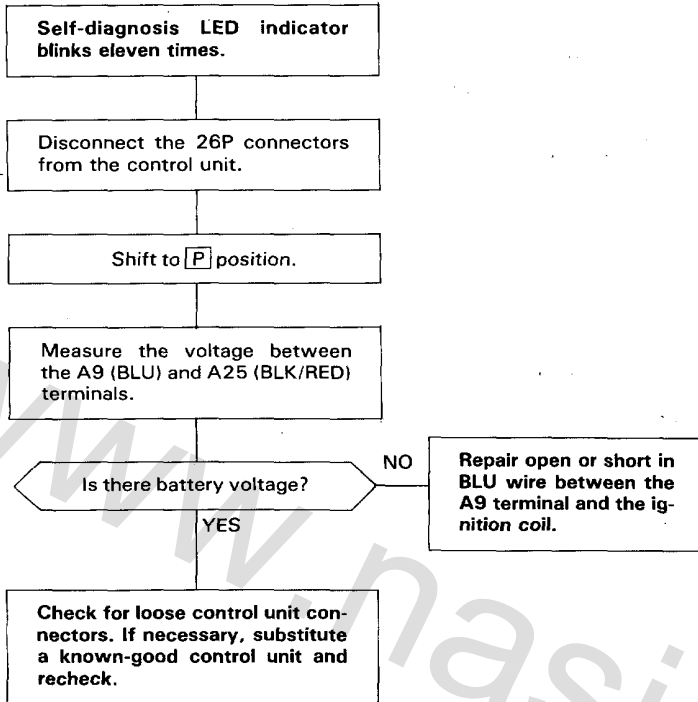 Self-diagnosis LED indicator
blinks eleven times.
Disconnect the 26P connectors
from the control unit.
Shift to P position.
Measure the voltage between
the A9 (BLU) and A25 (BLK/RED)
terminals.
Is there battery voltage?
NO
Repair open or short in
BLU wire between the
A9 terminal and the ig-
nition coil.
YES
Check for loose control unit con-
nectors. If necessary, substitute
a known-good control unit and
recheck.
www.nasi